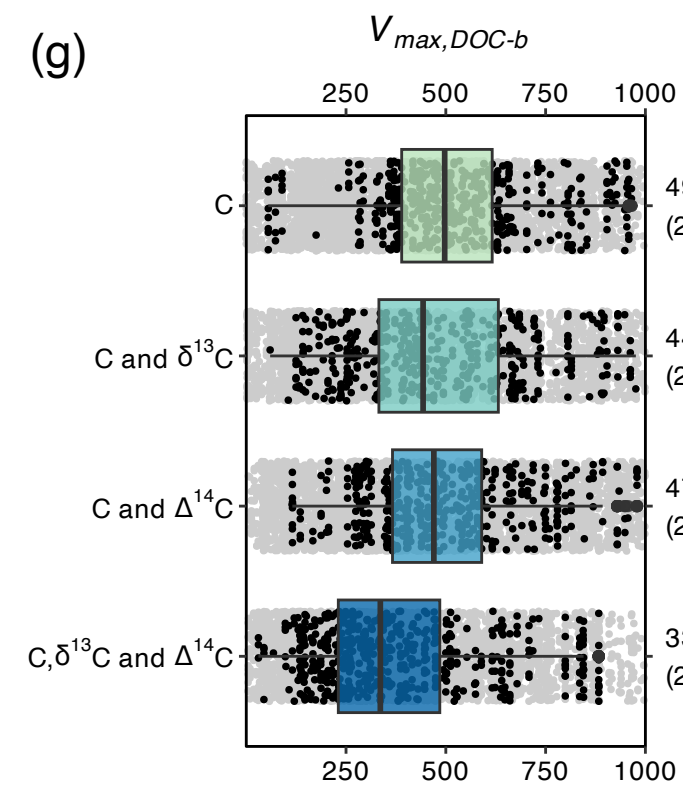 (g)
V max,DOC-b
250 500 750 1000
C
C and δ¹³C
C and Δ¹⁴C
C,δ¹³C and Δ¹⁴C
250 500 750 1000